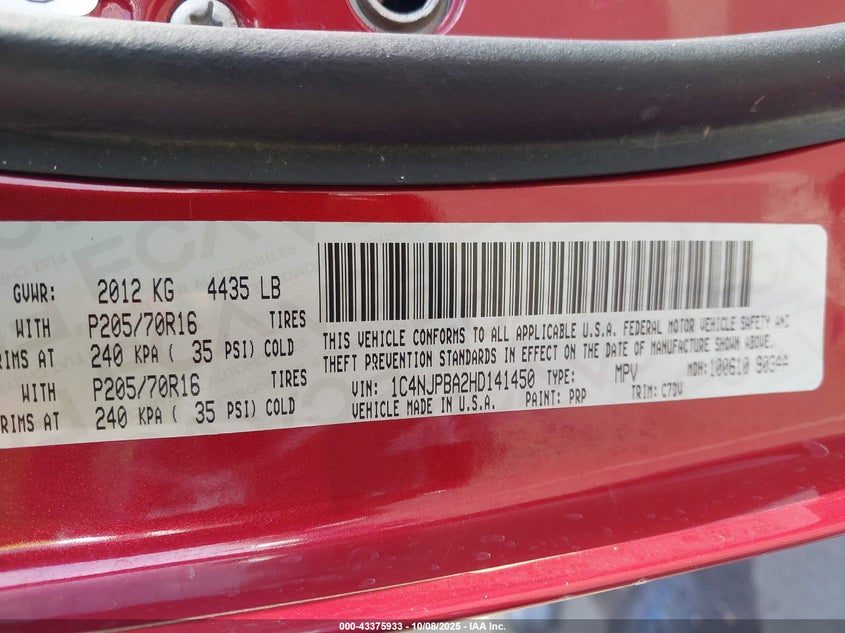 GVWR: 2012 KG 4435 LB
WITH P205/70R16 TIRES
RIMS AT 240 KPA ( 35 PSI) COLD
WITH P205/70R16 TIRES
RIMS AT 240 KPA ( 35 PSI) COLD
THIS VEHICLE CONFORMS TO ALL APPLICABLE U.S.A. FEDERAL MOTOR VEHICLE SAFETY AND
THEFT PREVENTION STANDARDS IN EFFECT ON THE DATE OF MANUFACTURE SHOWN ABOVE.
VIN: 1C4NJPBA2HD141450 TYPE: MPV MDH: 100610 903AA
VEHICLE MADE IN U.S.A. PAINT: PRP TRIM: C7DV
000-43375933 - 10/08/2025 - IAA Inc.